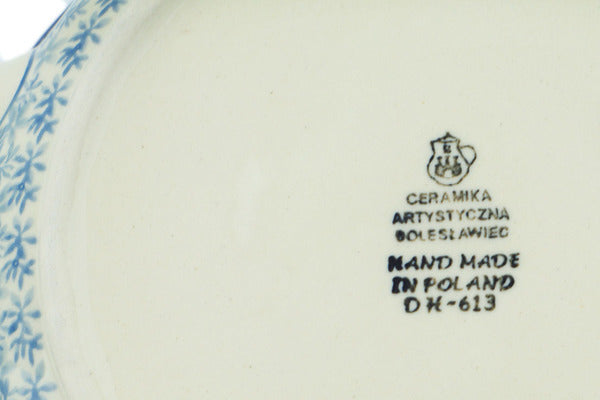 CERAMIKA
ARTYSTYCZNA
BOLESŁAWIEC
HAND MADE
IN POLAND
DH-613